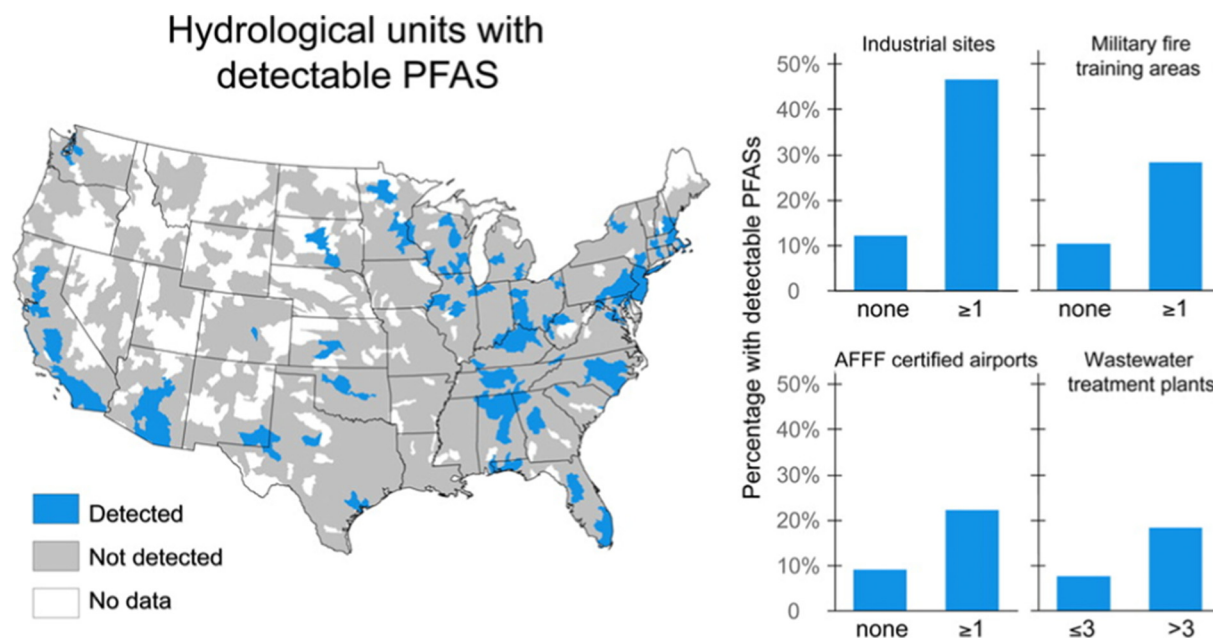 Hydrological units with
detectable PFAS
Detected
Not detected
No data
Percentage with detectable PFASs
Industrial sites
50%
40%
30%
20%
10%
0
none
≥1
Military fire
training areas
none
≥1
AFFF certified airports
50%
40%
30%
20%
10%
0
none
≥1
Wastewater
treatment plants
≤3
>3